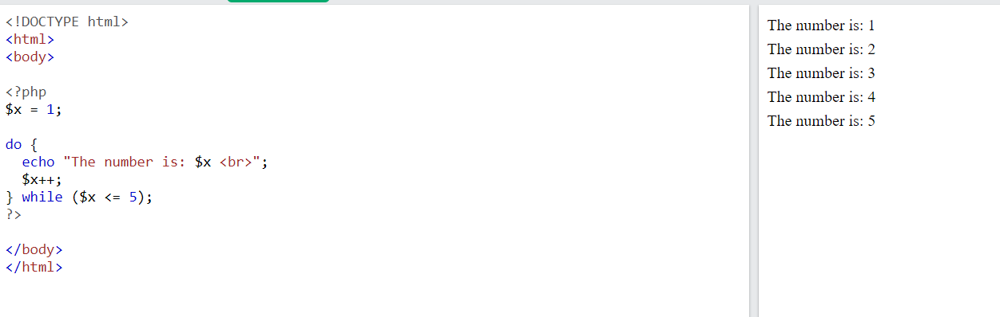 <!DOCTYPE html>
<html>
<body>
<?php
$x = 1;
do {
  echo "The number is: $x <br>";
  $x++;
} while ($x <= 5);
?>
</body>
</html>
The number is: 1
The number is: 2
The number is: 3
The number is: 4
The number is: 5